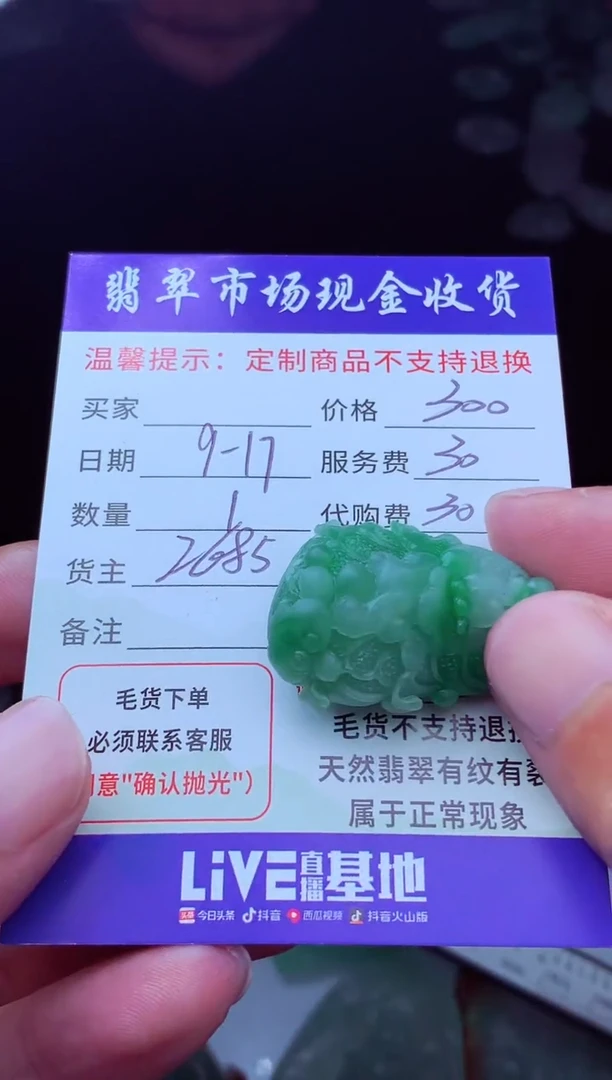 翡翠市场现金收货
温馨提示：定制商品不支持退换
买家 价格 300
日期 9-17 服务费 30
数量 1 代购费 30
货主 2685
备注
毛货下单
必须联系客服
意"确认抛光"）
毛货不支持退
天然翡翠有纹有
属于正常现象
LiVE直播基地
头条 今日头条 抖音 西瓜视频 抖音火山版